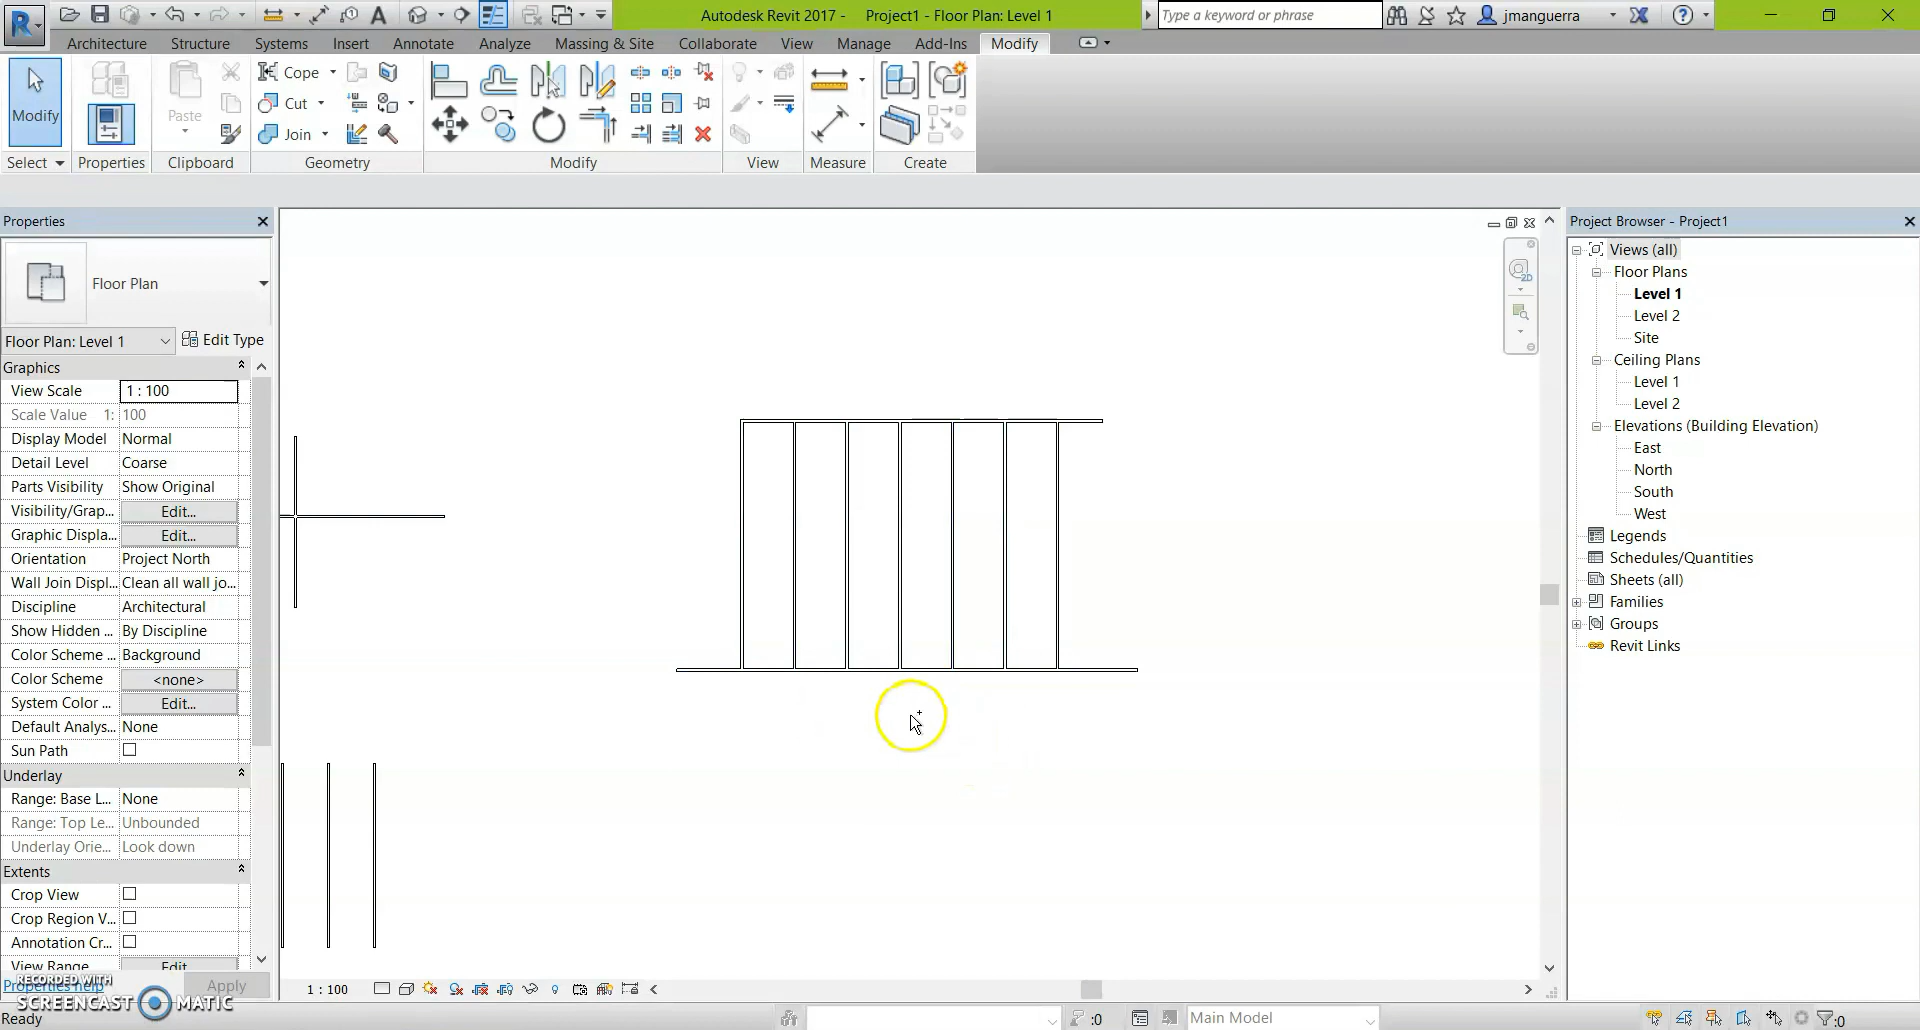 Autodesk Revit 2017 - Project1 - Floor Plan: Level 1
Type a keyword or phrase
jmanguerra
Architecture Structure Systems Insert Annotate Analyze Massing & Site Collaborate View Manage Add-Ins Modify
Modify
Paste
Cope
Cut
Join
Select Properties Clipboard Geometry Modify View Measure Create
Properties
Floor Plan
Floor Plan: Level 1 Edit Type
Graphics
View Scale 1 : 100
Scale Value 1: 100
Display Model Normal
Detail Level Coarse
Parts Visibility Show Original
Visibility/Grap... Edit...
Graphic Displa... Edit...
Orientation Project North
Wall Join Displ... Clean all wall jo...
Discipline Architectural
Show Hidden ... By Discipline
Color Scheme ... Background
Color Scheme <none>
System Color ... Edit...
Default Analys... None
Sun Path
Underlay
Range: Base L... None
Range: Top Le... Unbounded
Underlay Orie... Look down
Extents
Crop View
Crop Region V...
Annotation Cr...
View Range Edit...
Properties help Apply
RECORDED WITH
SCREENCAST MATIC
Ready
2D
1 : 100
:0
Main Model
:0
Project Browser - Project1
Views (all)
Floor Plans
Level 1
Level 2
Site
Ceiling Plans
Level 1
Level 2
Elevations (Building Elevation)
East
North
South
West
Legends
Schedules/Quantities
Sheets (all)
Families
Groups
Revit Links